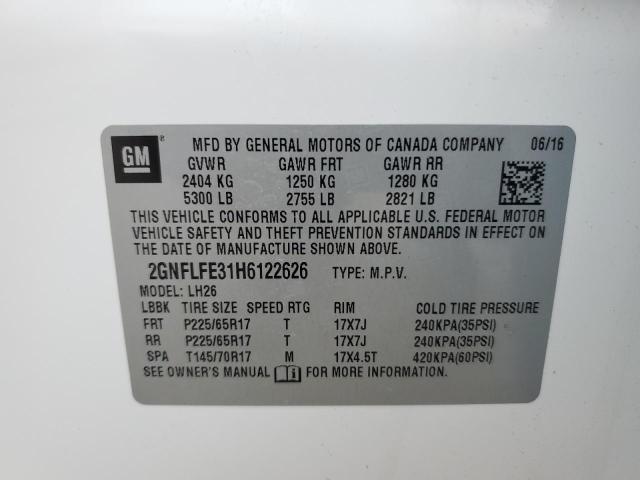 GM ® MFD BY GENERAL MOTORS OF CANADA COMPANY 06/16
GVWR GAWR FRT GAWR RR
2404 KG 1250 KG 1280 KG
5300 LB 2755 LB 2821 LB
THIS VEHICLE CONFORMS TO ALL APPLICABLE U.S. FEDERAL MOTOR
VEHICLE SAFETY AND THEFT PREVENTION STANDARDS IN EFFECT ON
THE DATE OF MANUFACTURE SHOWN ABOVE.
2GNFLFE31H6122626 TYPE: M.P.V.
MODEL: LH26
LBBK TIRE SIZE SPEED RTG RIM COLD TIRE PRESSURE
FRT P225/65R17 T 17X7J 240KPA(35PSI)
RR P225/65R17 T 17X7J 240KPA(35PSI)
SPA T145/70R17 M 17X4.5T 420KPA(60PSI)
SEE OWNER'S MANUAL FOR MORE INFORMATION.